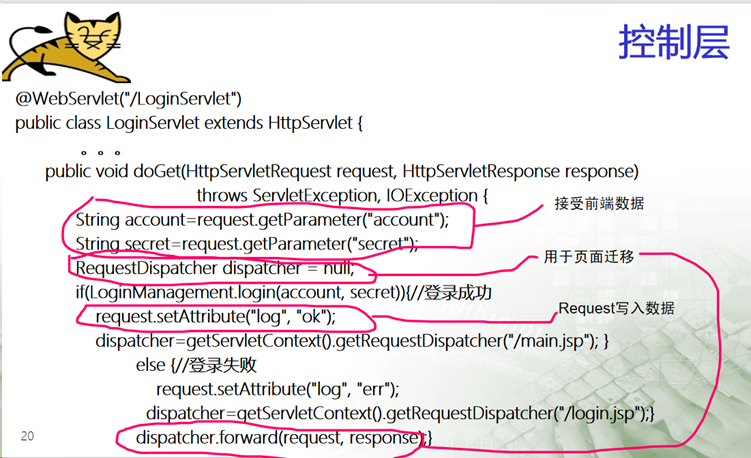 控制层
@WebServlet("/LoginServlet")
public class LoginServlet extends HttpServlet {
。。。
public void doGet(HttpServletRequest request, HttpServletResponse response)
throws ServletException, IOException {
String account=request.getParameter("account");
接受前端数据
String secret=request.getParameter("secret");
RequestDispatcher dispatcher = null;
用于页面迁移
if(LoginManagement.login(account, secret)){//登录成功
request.setAttribute("log", "ok");
Request写入数据
dispatcher=getServletContext().getRequestDispatcher("/main.jsp"); }
else {//登录失败
request.setAttribute("log", "err");
dispatcher=getServletContext().getRequestDispatcher("/login.jsp");}
dispatcher.forward(request, response);}
20